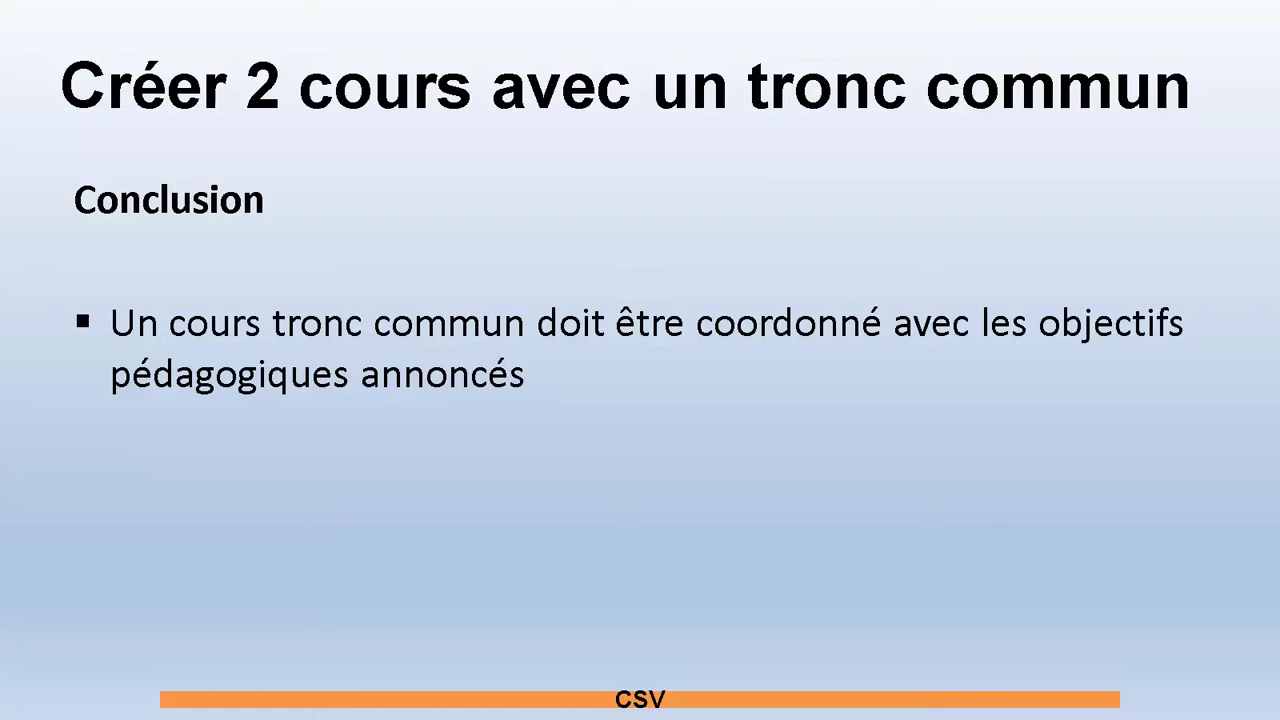 Créer 2 cours avec un tronc commun
Conclusion
▪ Un cours tronc commun doit être coordonné avec les objectifs
pédagogiques annoncés
CSV